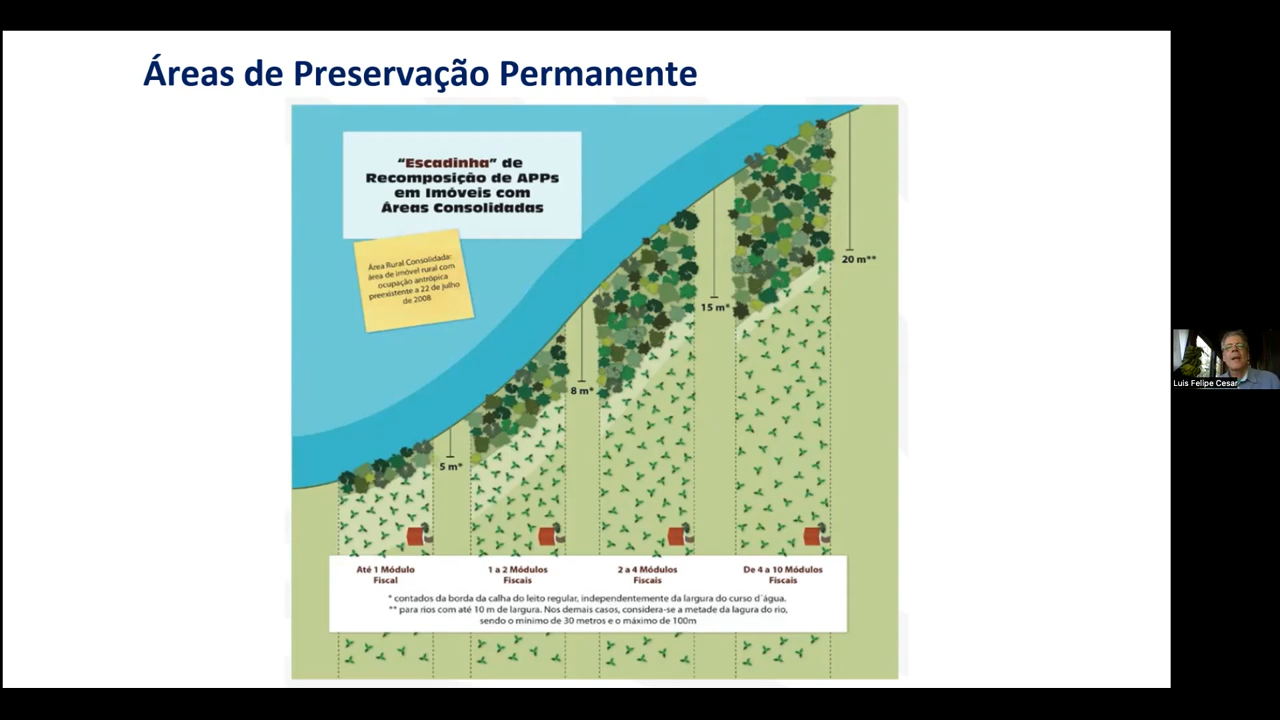 Áreas de Preservação Permanente
“Escadinha” de
Recomposição de APPs
em Imóveis com
Áreas Consolidadas
Área Rural Consolidada:
área de imóvel rural com
ocupação antrópica
preexistente a 22 de julho
de 2008
20 m**
15 m*
8 m*
5 m*
Até 1 Módulo
Fiscal
1 a 2 Módulos
Fiscais
2 a 4 Módulos
Fiscais
De 4 a 10 Módulos
Fiscais
* contados da borda da calha do leito regular, independentemente da largura do curso d´água.
** para rios com até 10 m de largura. Nos demais casos, considera-se a metade da lagura do rio,
sendo o mínimo de 30 metros e o máximo de 100m
Luis Felipe Cesar